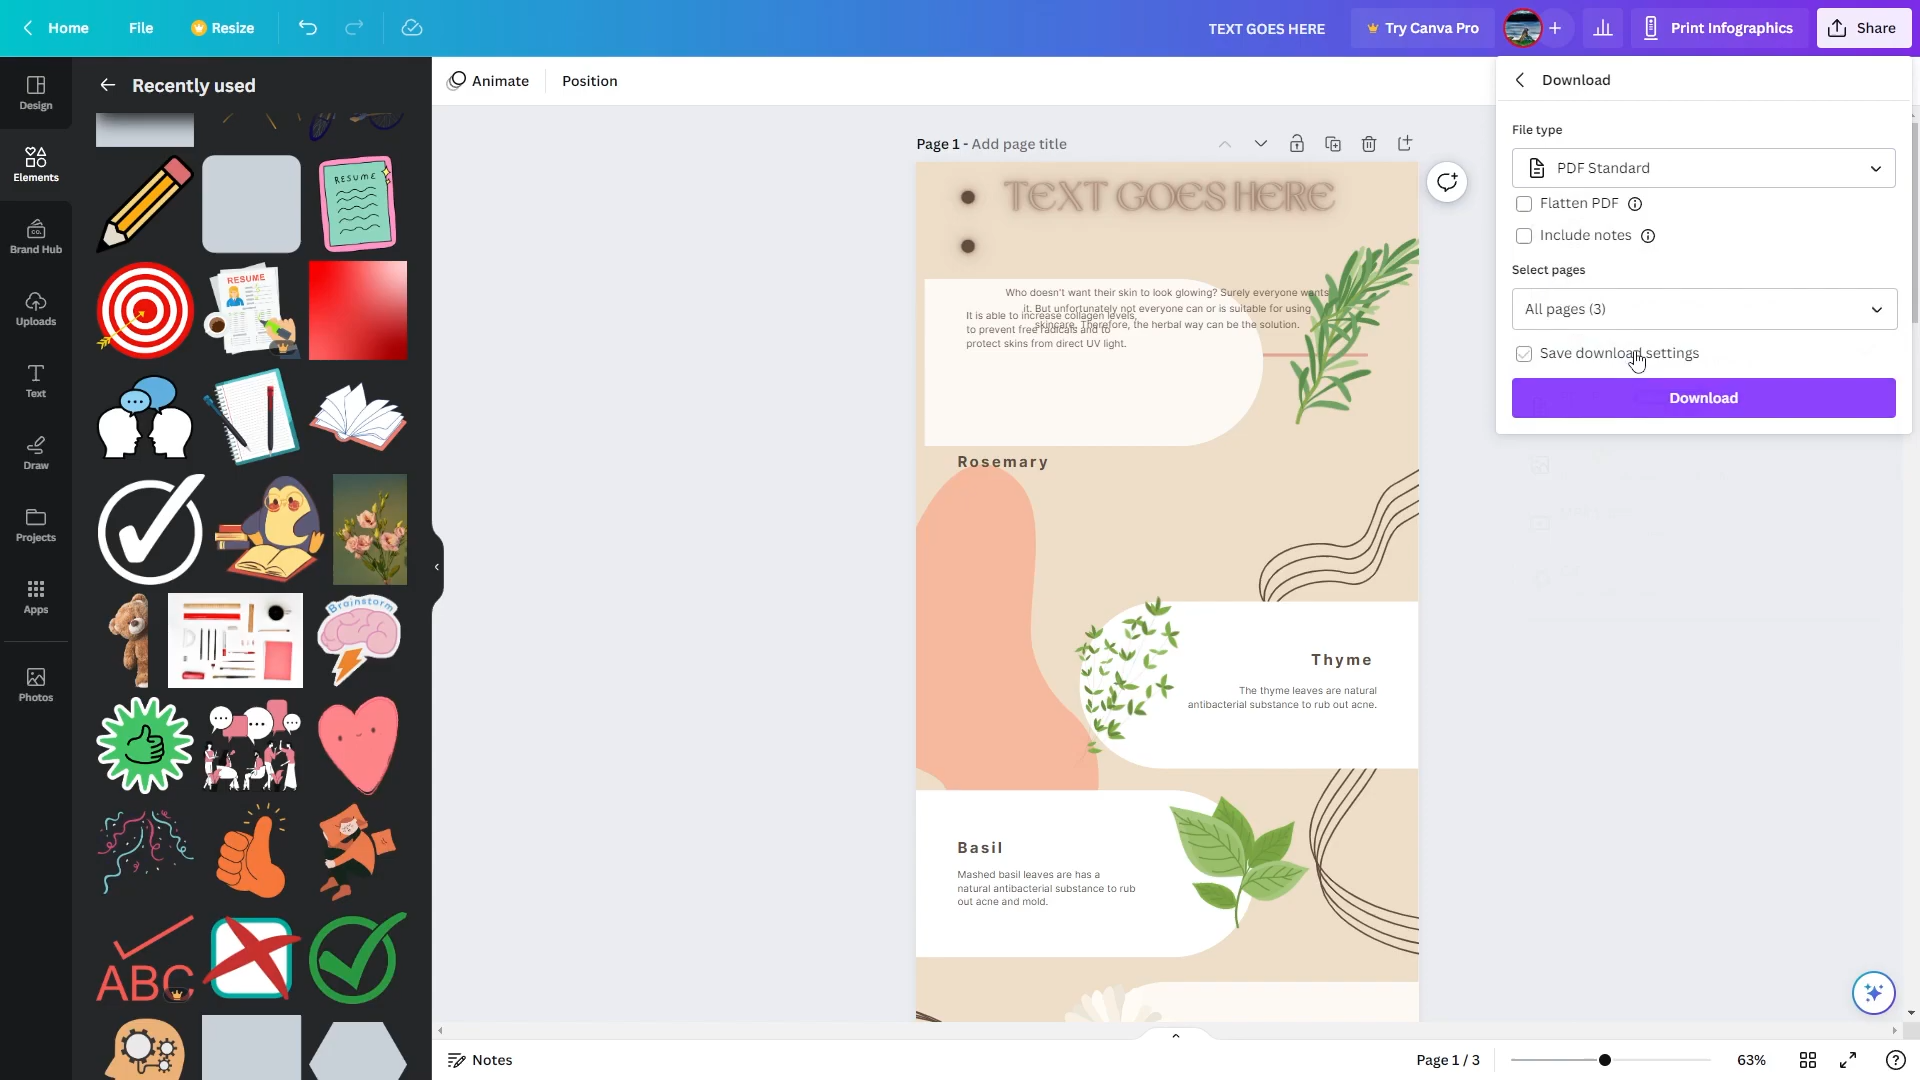 Home
File
Resize
TEXT GOES HERE
Try Canva Pro
Print Infographics
Share
Design
Elements
Brand Hub
Uploads
Text
Draw
Projects
Apps
Photos
Recently used
RESUME
RESUME
Brainstorm
ABC
Animate
Position
Page 1 - Add page title
TEXT GOES HERE
Who doesn't want their skin to look glowing? Surely everyone wants
it. But unfortunately not everyone can or is suitable for using
skincare. Therefore, the herbal way can be the solution.
It is able to increase collagen levels,
to prevent free radicals and to
protect skins from direct UV light.
Rosemary
Thyme
The thyme leaves are natural
antibacterial substance to rub out acne.
Basil
Mashed basil leaves are has a
natural antibacterial substance to rub
out acne and mold.
Download
File type
PDF Standard
Flatten PDF
Include notes
Select pages
All pages (3)
Save download settings
Download
Notes
Page 1 / 3
63%